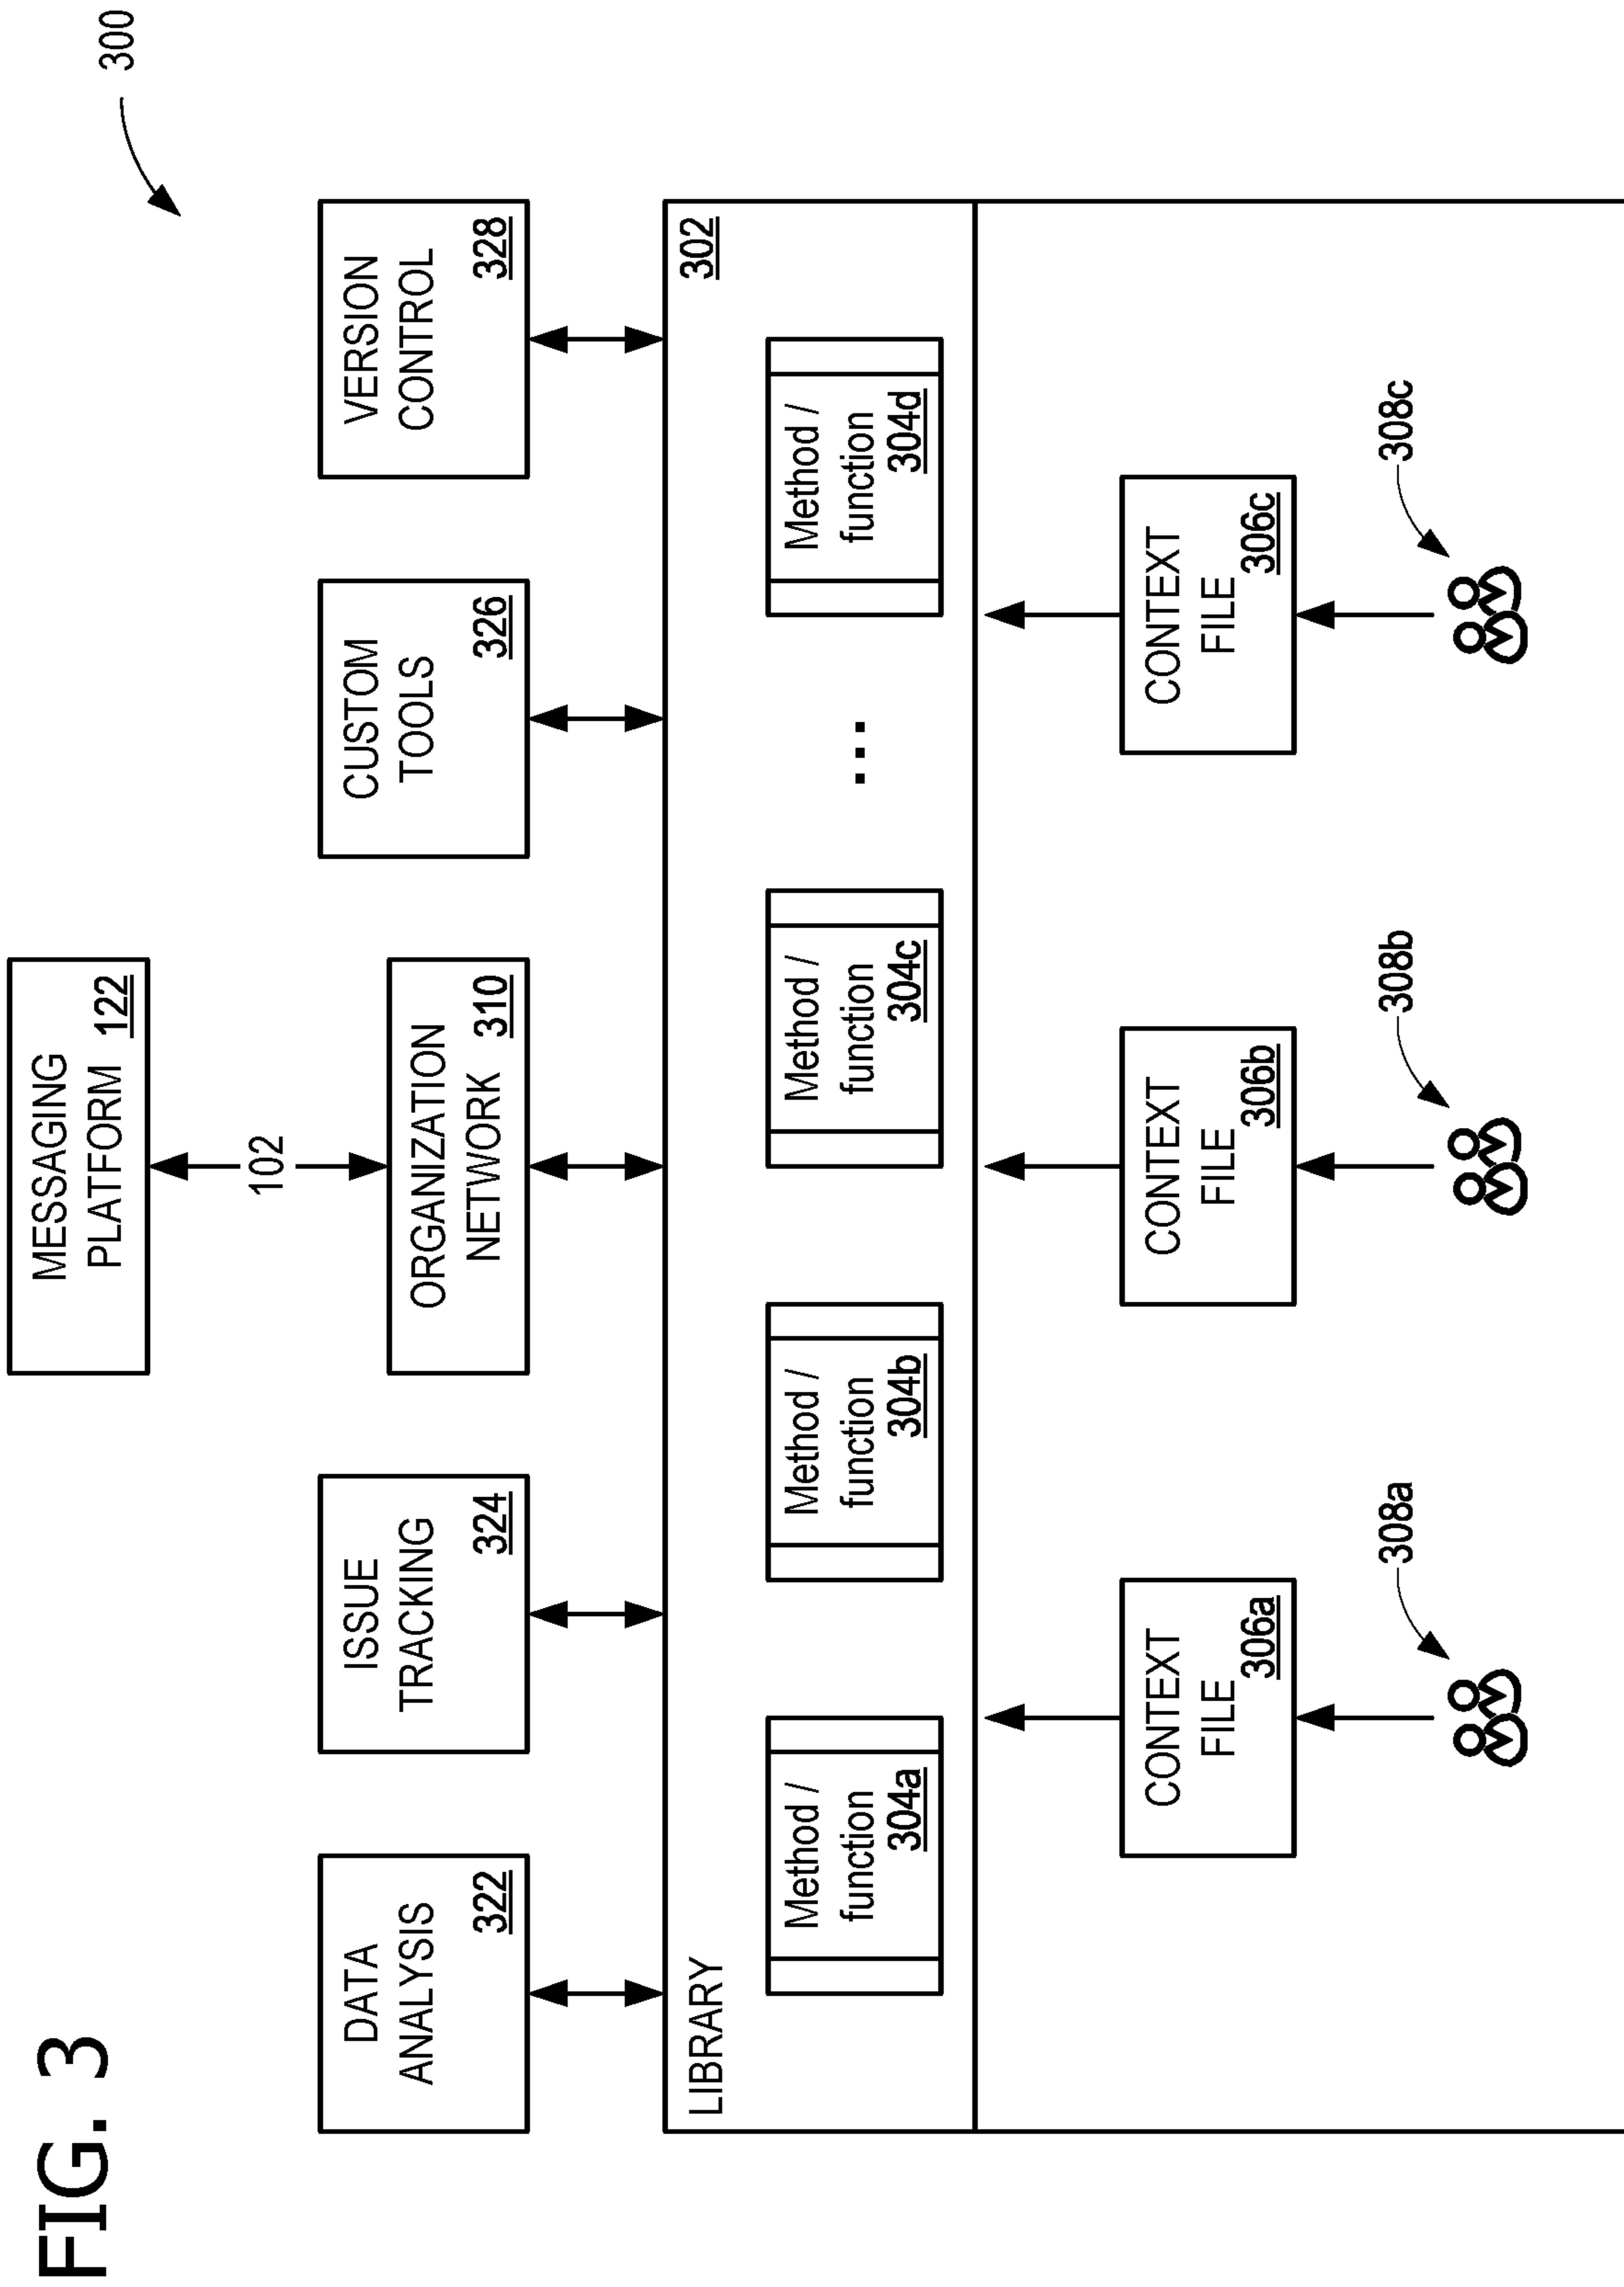 FIG. 3
300
MESSAGING
PLATFORM 122
102
DATA
ANALYSIS
322
ISSUE
TRACKING
324
ORGANIZATION
NETWORK 310
CUSTOM
TOOLS
326
VERSION
CONTROL
328
LIBRARY
302
Method /
function
304a
Method /
function
304b
Method /
function
304c
...
Method /
function
304d
CONTEXT
FILE
306a
CONTEXT
FILE
306b
CONTEXT
FILE
306c
308a
308b
308c